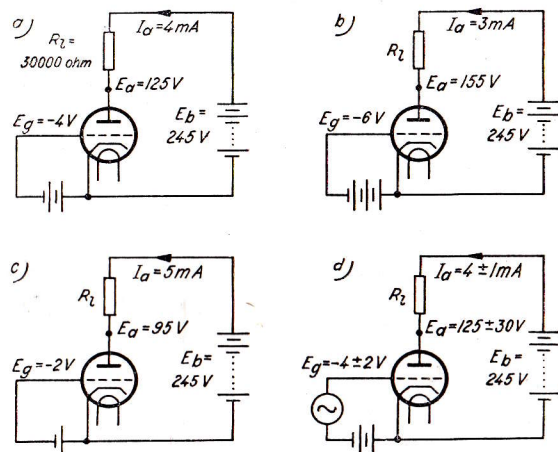 a)
Ia=4mA
Rl=
30000 ohm
Ea=125V
Eg=-4V
Eb=
245V
b)
Ia=3mA
Rl
Ea=155V
Eg=-6V
Eb=
245V
c)
Ia=5mA
Rl
Ea=95V
Eg=-2V
Eb=
245V
d)
Ia=4±1mA
Rl
Ea=125±30V
Eg=-4±2V
Eb=
245V